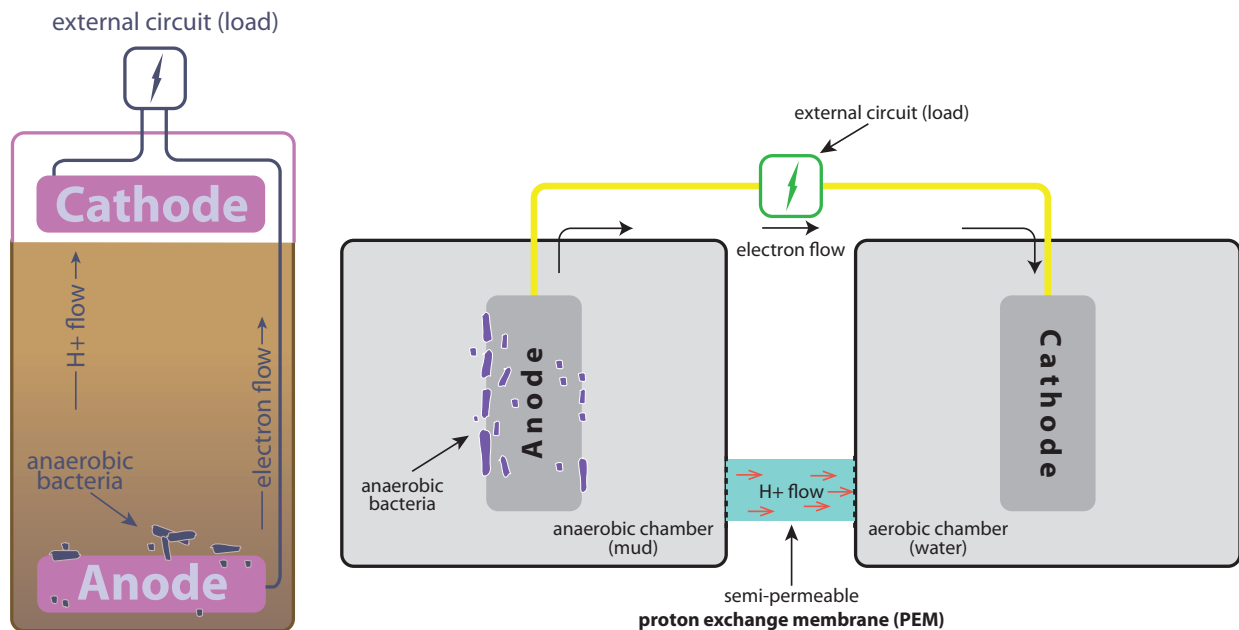 external circuit (load)
Cathode
H+ flow
electron flow
anaerobic
bacteria
Anode
external circuit (load)
electron flow
Anode
Cathode
anaerobic
bacteria
H+ flow
anaerobic chamber
(mud)
aerobic chamber
(water)
semi-permeable
proton exchange membrane (PEM)